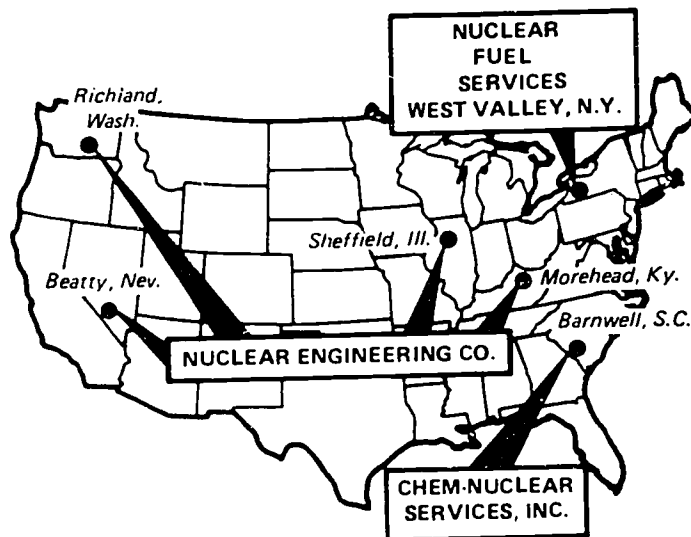 NUCLEAR
FUEL
SERVICES
WEST VALLEY, N.Y.
Richland,
Wash.
Sheffield, Ill.
Beatty, Nev.
Morehead, Ky.
Barnwell, S.C.
NUCLEAR ENGINEERING CO.
CHEM-NUCLEAR
SERVICES, INC.